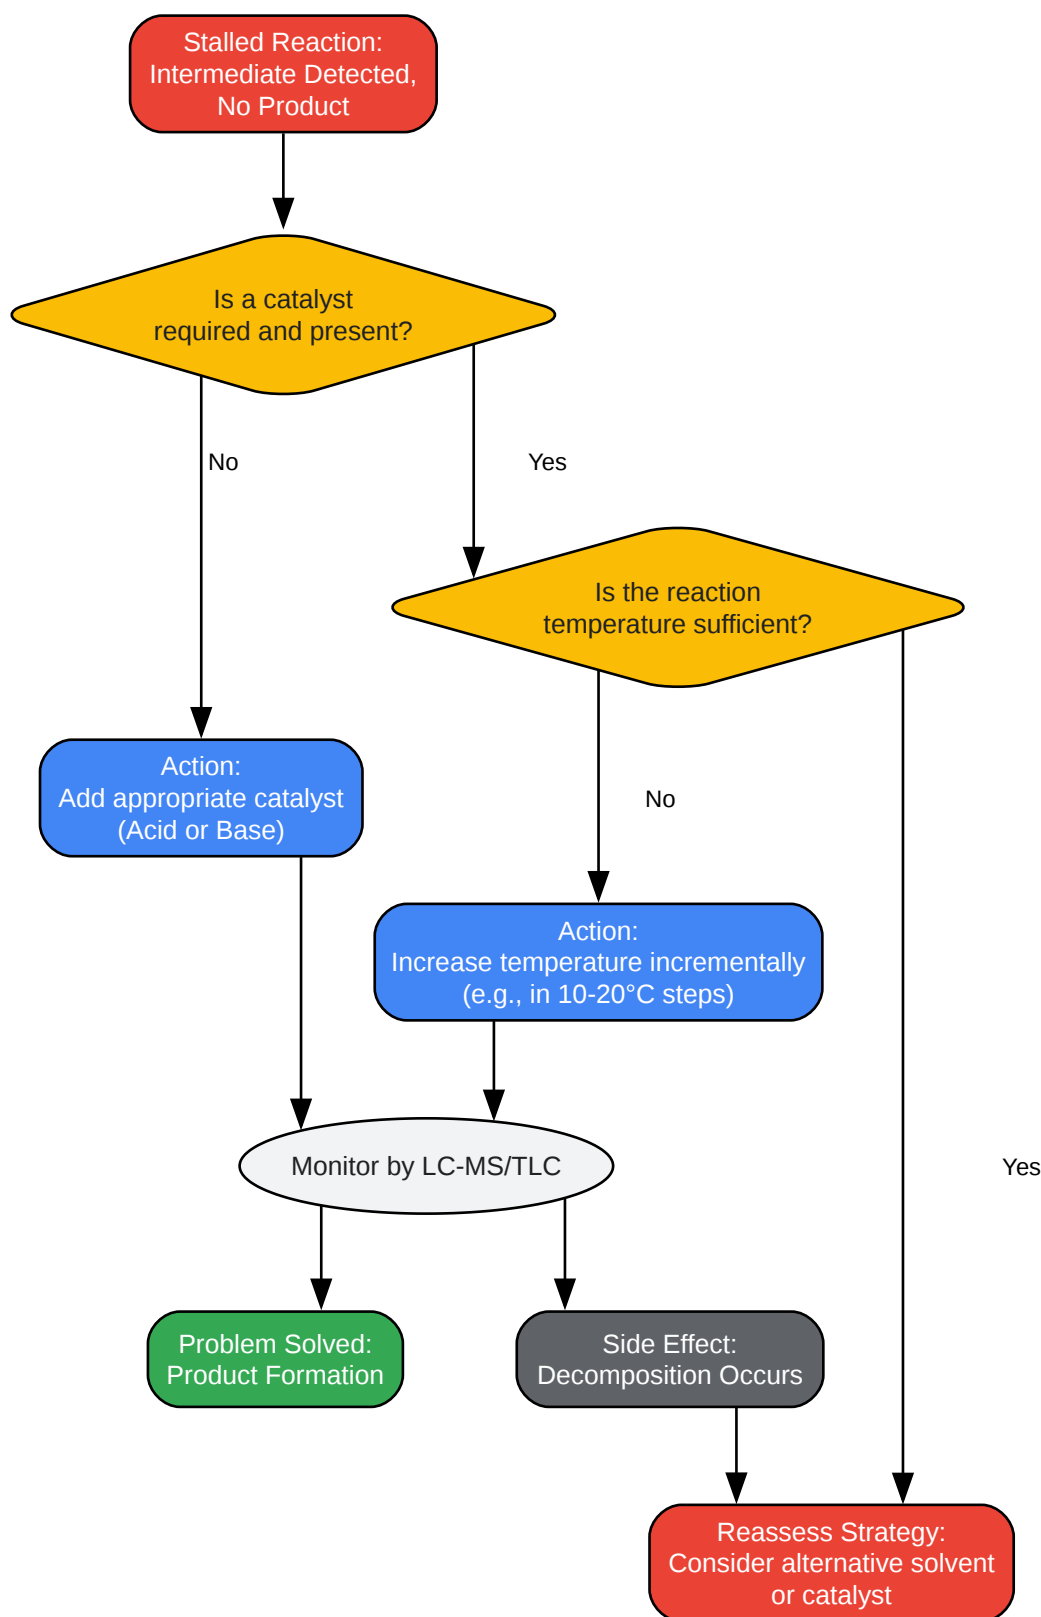 Stalled Reaction:
Intermediate Detected,
No Product
Is a catalyst
required and present?
No
Yes
Is the reaction
temperature sufficient?
Action:
Add appropriate catalyst
(Acid or Base)
No
Action:
Increase temperature incrementally
(e.g., in 10-20°C steps)
Monitor by LC-MS/TLC
Yes
Problem Solved:
Product Formation
Side Effect:
Decomposition Occurs
Reassess Strategy:
Consider alternative solvent
or catalyst